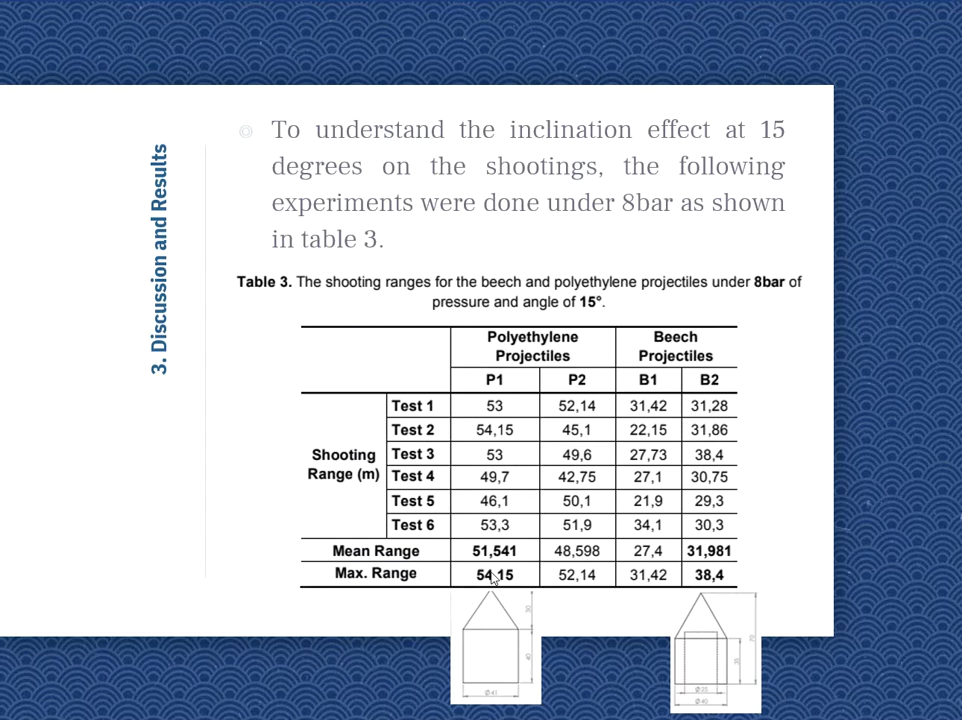 3. Discussion and Results
To understand the inclination effect at 15
degrees on the shootings, the following
experiments were done under 8bar as shown
in table 3.
Table 3. The shooting ranges for the beech and polyethylene projectiles under 8bar of
pressure and angle of 15°.
Polyethylene Projectiles Beech Projectiles
P1 P2 B1 B2
Shooting Range (m)
Test 1 53 52,14 31,42 31,28
Test 2 54,15 45,1 22,15 31,86
Test 3 53 49,6 27,73 38,4
Test 4 49,7 42,75 27,1 30,75
Test 5 46,1 50,1 21,9 29,3
Test 6 53,3 51,9 34,1 30,3
Mean Range 51,541 48,598 27,4 31,981
Max. Range 54,15 52,14 31,42 38,4
40
Ø41
70
35
Ø40